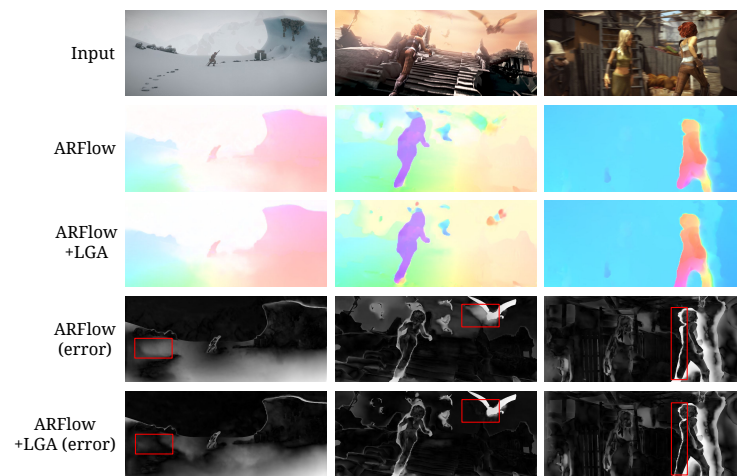 Input
ARFlow
ARFlow
+LGA
ARFlow
(error)
ARFlow
+LGA (error)